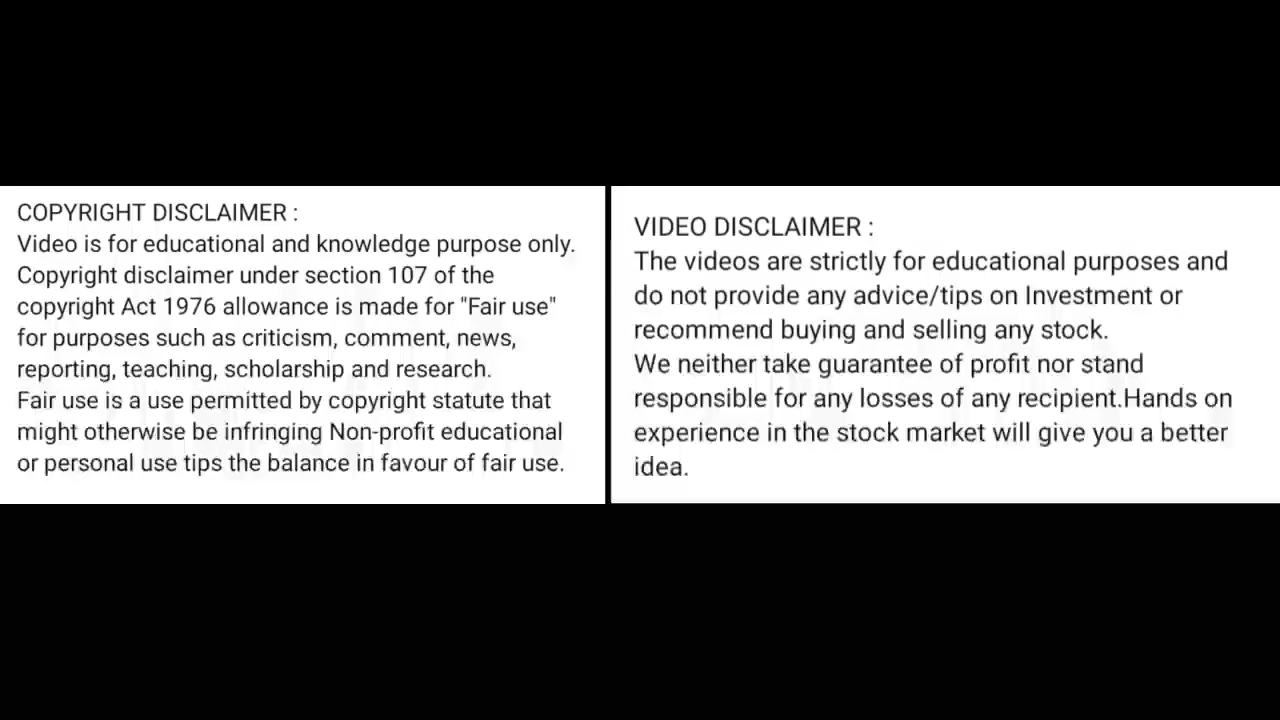 COPYRIGHT DISCLAIMER :
Video is for educational and knowledge purpose only.
Copyright disclaimer under section 107 of the
copyright Act 1976 allowance is made for "Fair use"
for purposes such as criticism, comment, news,
reporting, teaching, scholarship and research.
Fair use is a use permitted by copyright statute that
might otherwise be infringing Non-profit educational
or personal use tips the balance in favour of fair use.
VIDEO DISCLAIMER :
The videos are strictly for educational purposes and
do not provide any advice/tips on Investment or
recommend buying and selling any stock.
We neither take guarantee of profit nor stand
responsible for any losses of any recipient.Hands on
experience in the stock market will give you a better
idea.